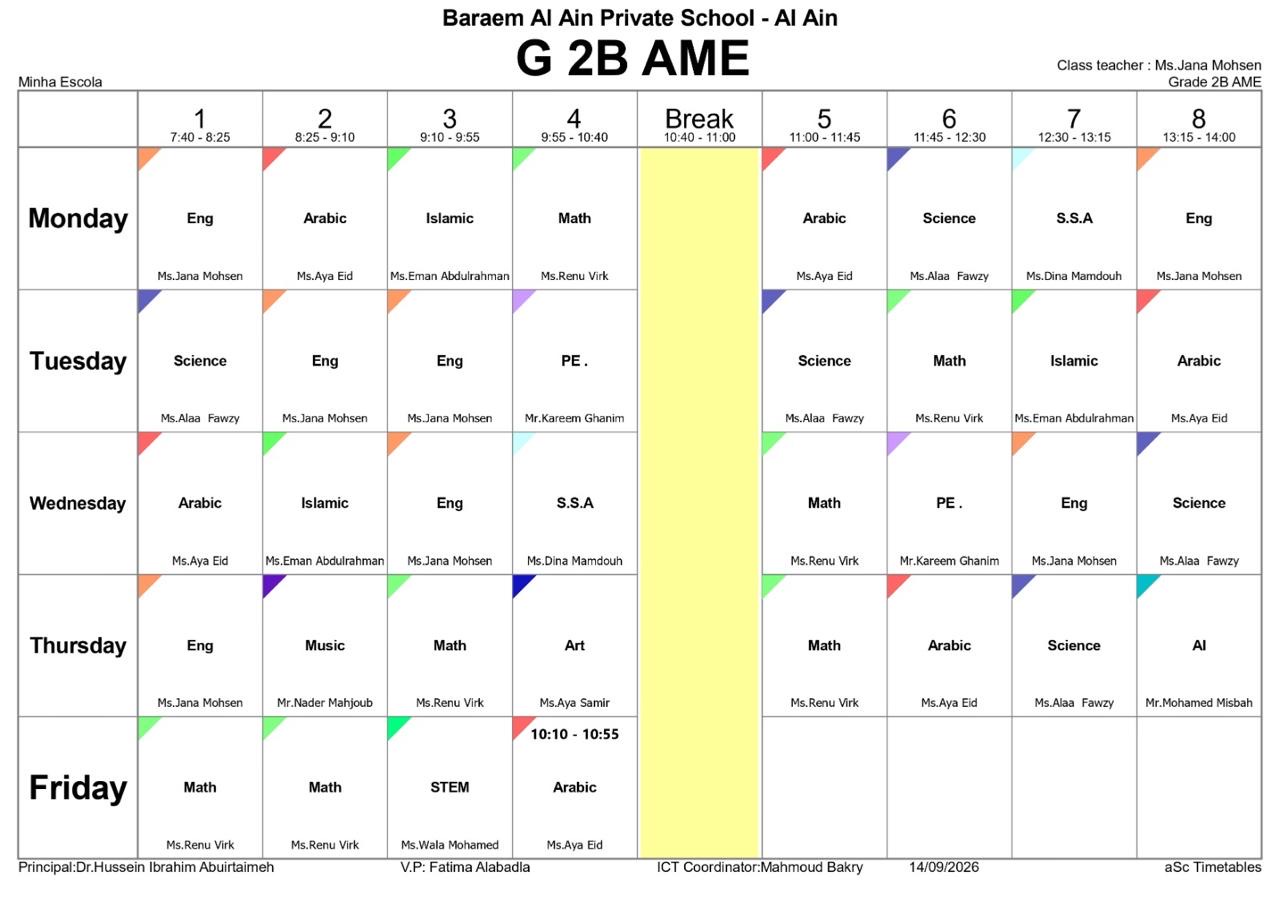 Baraem Al Ain Private School - Al Ain
G 2B AME
Minha Escola
Class teacher : Ms.Jana Mohsen
Grade 2B AME
1 2 3 4 Break 5 6 7 8
7:40 - 8:25 8:25 - 9:10 9:10 - 9:55 9:55 - 10:40 10:40 - 11:00 11:00 - 11:45 11:45 - 12:30 12:30 - 13:15 13:15 - 14:00
Monday Eng Arabic Islamic Math Arabic Science S.S.A Eng
Ms.Jana Mohsen Ms.Aya Eid Ms.Eman Abdulrahman Ms.Renu Virk Ms.Aya Eid Ms.Alaa Fawzy Ms.Dina Mamdouh Ms.Jana Mohsen
Tuesday Science Eng Eng PE . Science Math Islamic Arabic
Ms.Alaa Fawzy Ms.Jana Mohsen Ms.Jana Mohsen Mr.Kareem Ghanim Ms.Alaa Fawzy Ms.Renu Virk Ms.Eman Abdulrahman Ms.Aya Eid
Wednesday Arabic Islamic Eng S.S.A Math PE . Eng Science
Ms.Aya Eid Ms.Eman Abdulrahman Ms.Jana Mohsen Ms.Dina Mamdouh Ms.Renu Virk Mr.Kareem Ghanim Ms.Jana Mohsen Ms.Alaa Fawzy
Thursday Eng Music Math Art Math Arabic Science AI
Ms.Jana Mohsen Mr.Nader Mahjoub Ms.Renu Virk Ms.Aya Samir Ms.Renu Virk Ms.Aya Eid Ms.Alaa Fawzy Mr.Mohamed Misbah
10:10 - 10:55
Friday Math Math STEM Arabic
Ms.Renu Virk Ms.Renu Virk Ms.Wala Mohamed Ms.Aya Eid
Principal:Dr.Hussein Ibrahim Abuirtaimeh V.P: Fatima Alabadla ICT Coordinator:Mahmoud Bakry 14/09/2026 aSc Timetables